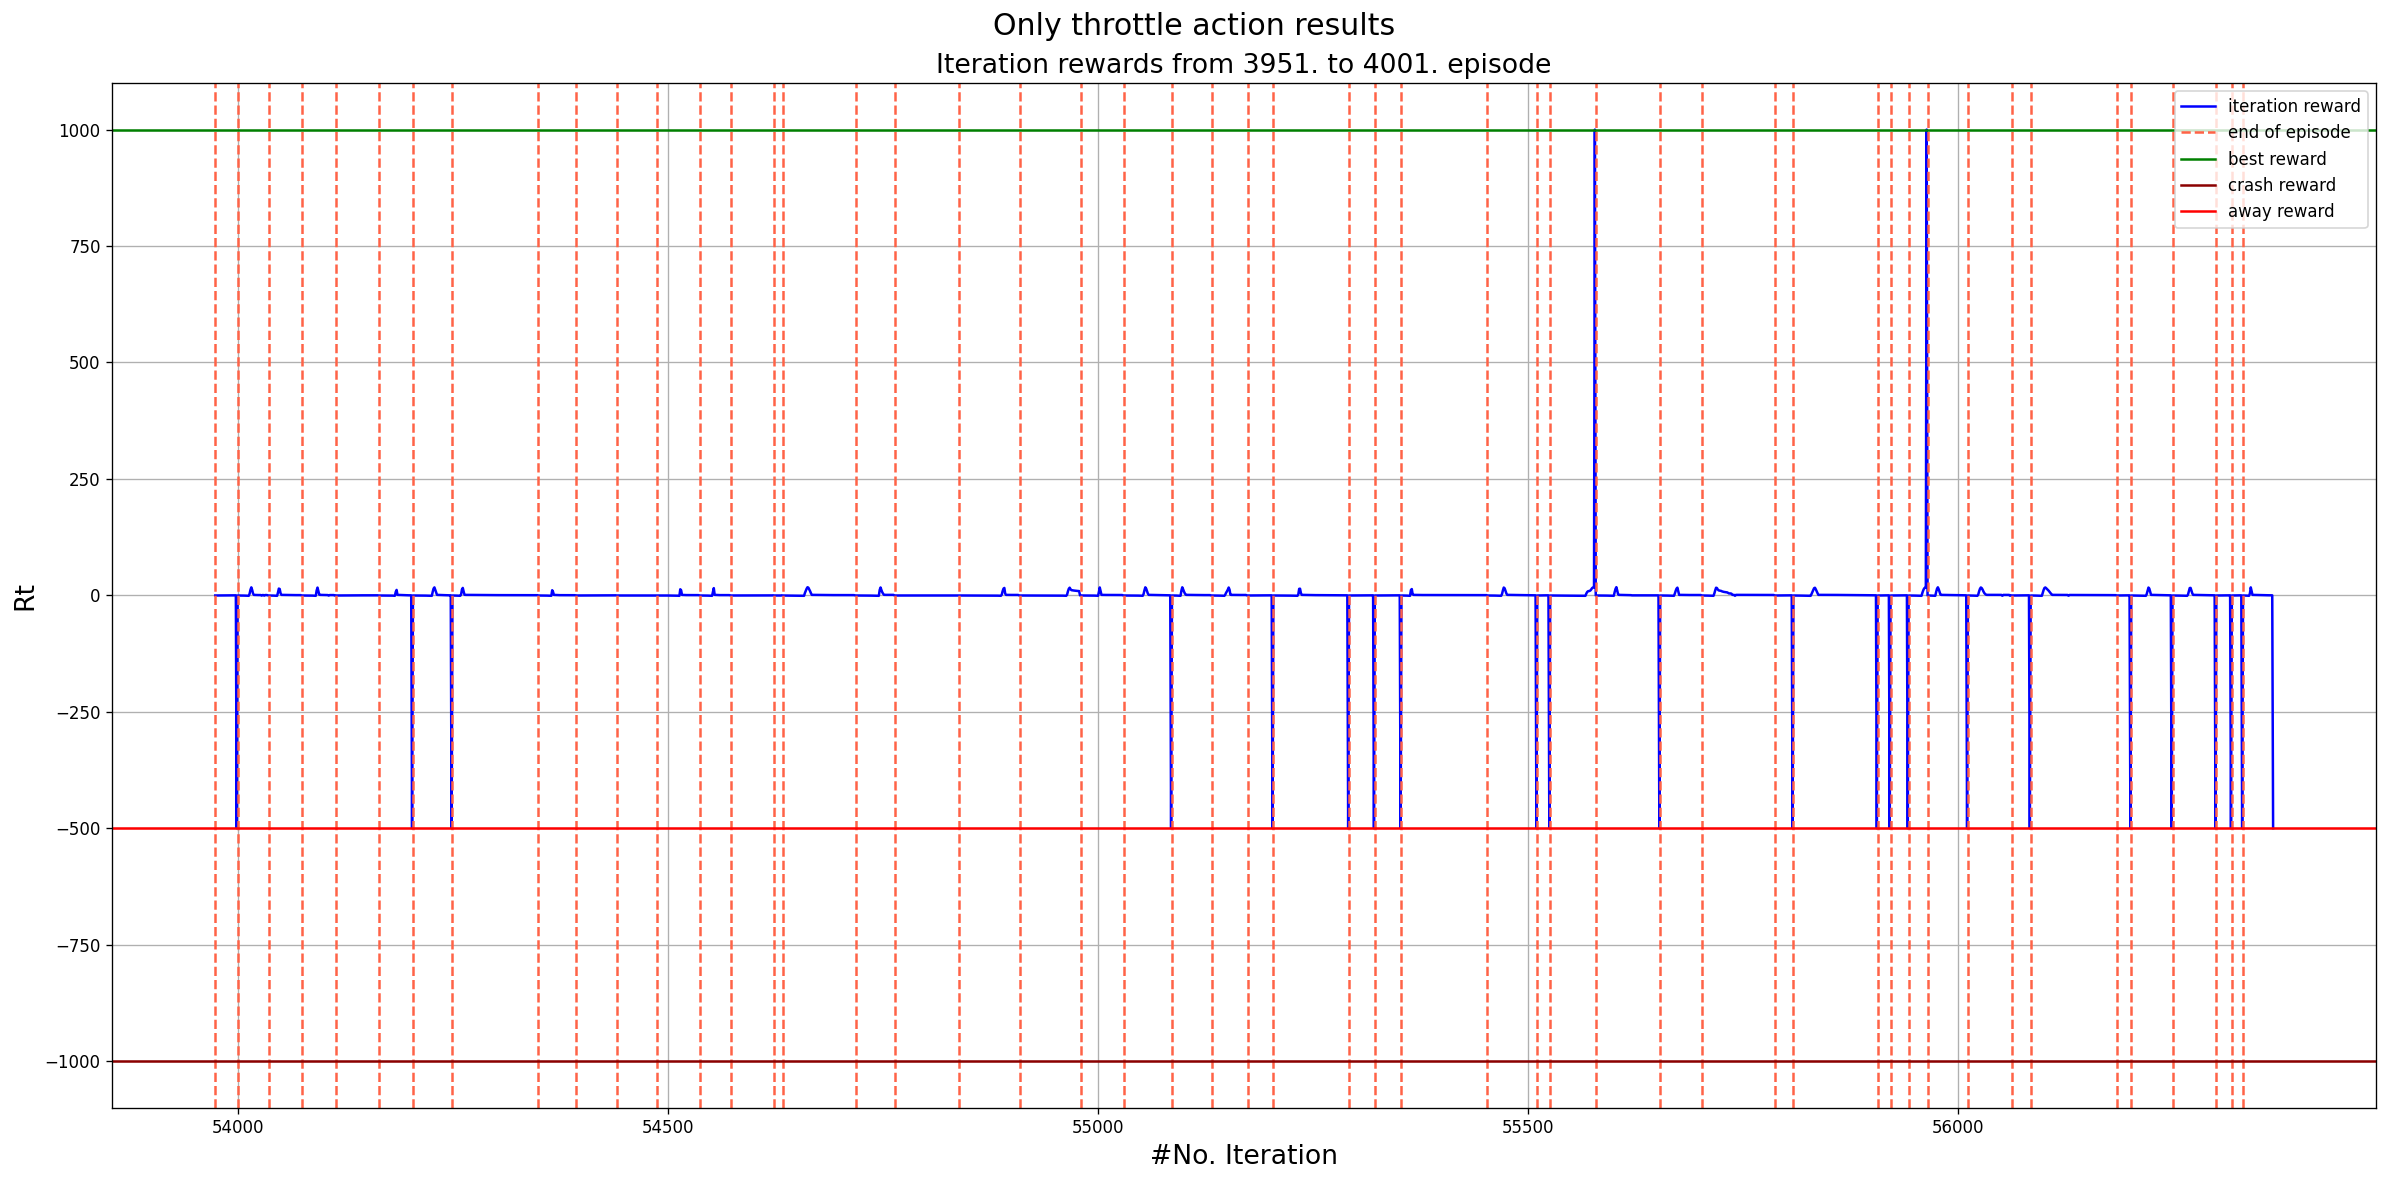 Only throttle action results
Iteration rewards from 3951. to 4001. episode
iteration reward
end of episode
best reward
crash reward
away reward
1000
750
500
250
0
−250
−500
−750
−1000
Rt
54000 54500 55000 55500 56000
#No. Iteration